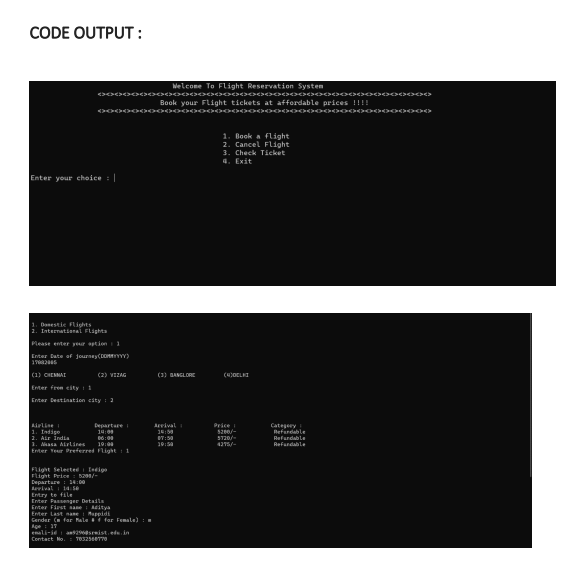 CODE OUTPUT :
Welcome To Flight Reservation System
<><><><><><><><><><><><><><><><><><><><><><><><><><><><><><><><><><><><><><><><>
Book your Flight tickets at affordable prices !!!!
<><><><><><><><><><><><><><><><><><><><><><><><><><><><><><><><><><><><><><><><>
1. Book a flight
2. Cancel Flight
3. Check Ticket
4. Exit
Enter your choice :
1. Domestic Flights
2. International Flights
Please enter your option : 1
Enter Date of journey(DDMMYYYY)
17082005
(1) CHENNAI (2) VIZAG (3) BANGLORE (4)DELHI
Enter from city : 1
Enter Destination city : 2
Airline : Departure : Arrival : Price : Category :
1. Indigo 14:00 14:50 5200/- Refundable
2. Air India 06:00 07:50 5720/- Refundable
3. Akasa Airlines 19:00 19:50 4275/- Refundable
Enter Your Preferred Flight : 1
Flight Selected : Indigo
Flight Price : 5200/-
Departure : 14:00
Arrival : 14:50
Entry to file
Enter Passenger Details
Enter First name : Aditya
Enter Last name : Muppidi
Gender (m for Male # f for Female) : m
Age : 17
emali-id : am9296@srmist.edu.in
Contact No. : 7032560770